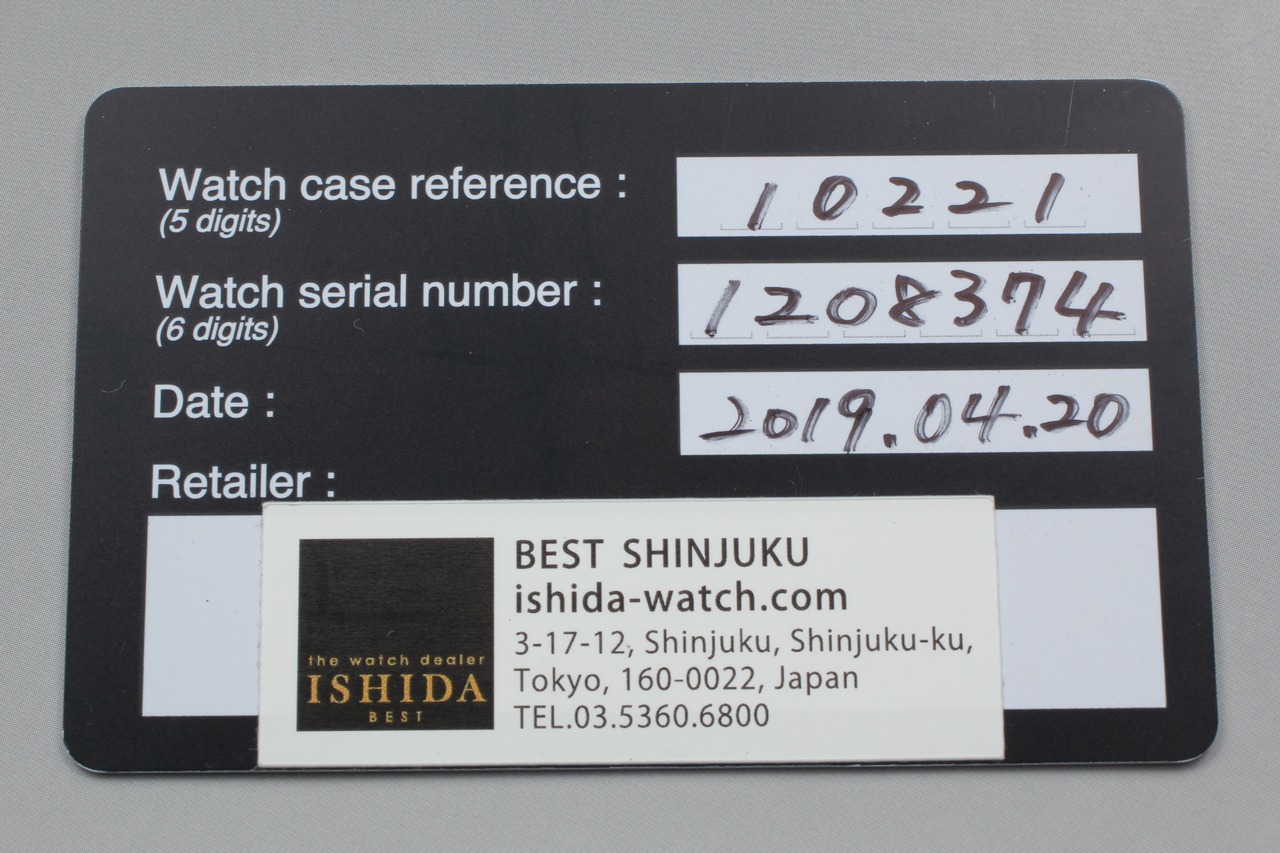 Watch case reference : 10221
(5 digits)
Watch serial number : 1208374
(6 digits)
Date : 2019.04.20
Retailer :
the watch dealer
ISHIDA
BEST
BEST SHINJUKU
ishida-watch.com
3-17-12, Shinjuku, Shinjuku-ku,
Tokyo, 160-0022, Japan
TEL.03.5360.6800